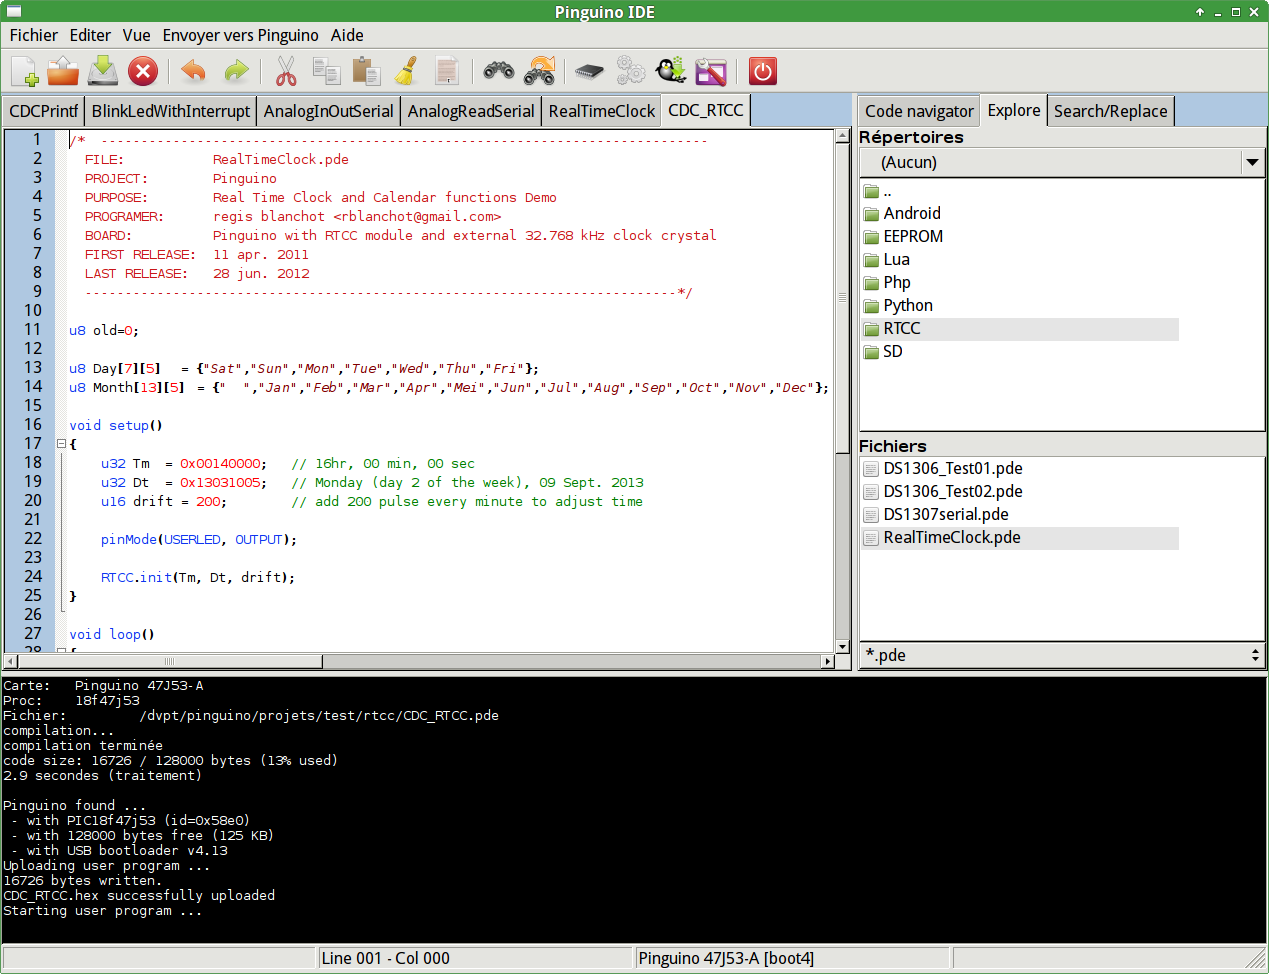 Pinguino IDE
Fichier Editer Vue Envoyer vers Pinguino Aide
CDCPrintf BlinkLedWithInterrupt AnalogInOutSerial AnalogReadSerial RealTimeClock CDC_RTCC
1 /* ----------------------------------------------------------------------------
2 FILE: RealTimeClock.pde
3 PROJECT: Pinguino
4 PURPOSE: Real Time Clock and Calendar functions Demo
5 PROGRAMER: regis blanchot <rblanchot@gmail.com>
6 BOARD: Pinguino with RTCC module and external 32.768 kHz clock crystal
7 FIRST RELEASE: 11 apr. 2011
8 LAST RELEASE: 28 jun. 2012
9 --------------------------------------------------------------------------*/
10
11 u8 old=0;
12
13 u8 Day[7][5] = {"Sat","Sun","Mon","Tue","Wed","Thu","Fri"};
14 u8 Month[13][5] = {"  ","Jan","Feb","Mar","Apr","Mei","Jun","Jul","Aug","Sep","Oct","Nov","Dec"};
15
16 void setup()
17 {
18 u32 Tm = 0x00140000; // 16hr, 00 min, 00 sec
19 u32 Dt = 0x13031005; // Monday (day 2 of the week), 09 Sept. 2013
20 u16 drift = 200; // add 200 pulse every minute to adjust time
21
22 pinMode(USERLED, OUTPUT);
23
24 RTCC.init(Tm, Dt, drift);
25 }
26
27 void loop()
28 {
Code navigator Explore Search/Replace
Répertoires
(Aucun)
..
Android
EEPROM
Lua
Php
Python
RTCC
SD
Fichiers
DS1306_Test01.pde
DS1306_Test02.pde
DS1307serial.pde
RealTimeClock.pde
*.pde
Carte: Pinguino 47J53-A
Proc: 18f47j53
Fichier: /dvpt/pinguino/projets/test/rtcc/CDC_RTCC.pde
compilation...
compilation terminée
code size: 16726 / 128000 bytes (13% used)
2.9 secondes (traitement)
Pinguino found ...
- with PIC18f47j53 (id=0x58e0)
- with 128000 bytes free (125 KB)
- with USB bootloader v4.13
Uploading user program ...
16726 bytes written.
CDC_RTCC.hex successfully uploaded
Starting user program ...
Line 001 - Col 000
Pinguino 47J53-A [boot4]